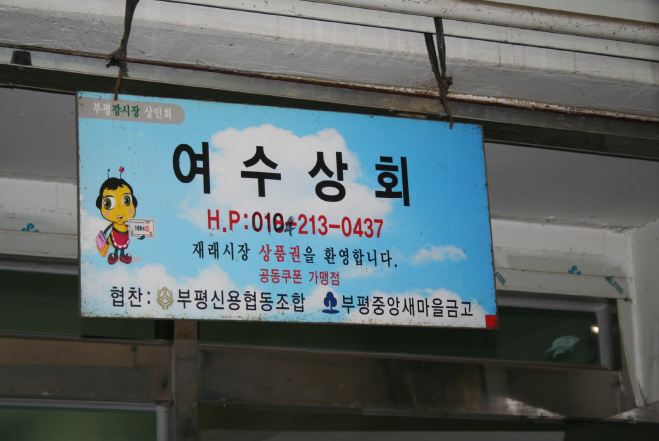 부평깡시장 상인회
여수상회
H.P:010-213-0437
재래시장 상품권을 환영합니다.
공동쿠폰 가맹점
협찬: 부평신용협동조합 부평중앙새마을금고